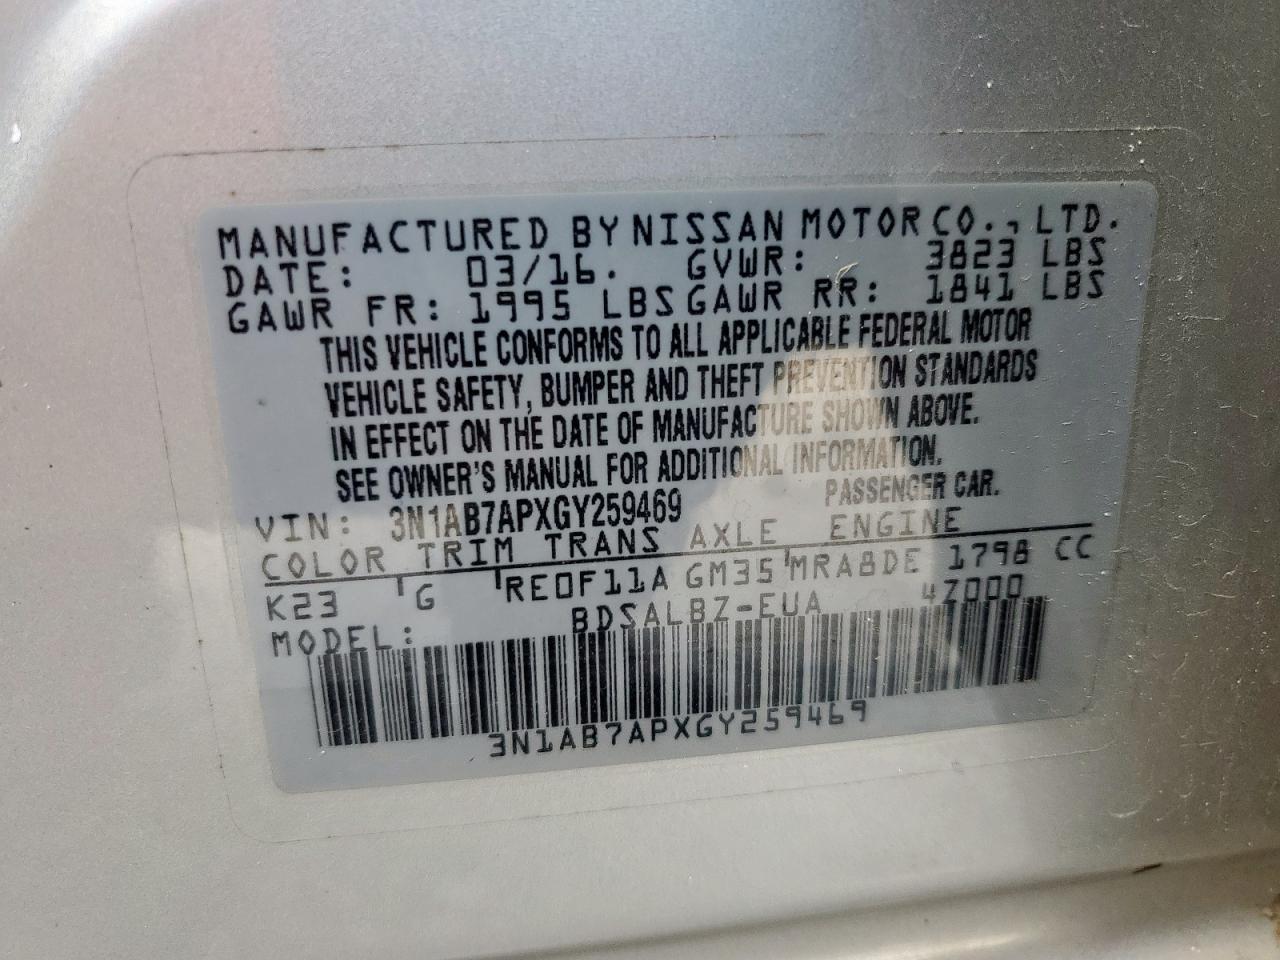 MANUFACTURED BY NISSAN MOTOR CO., LTD.
DATE: 03/16. GVWR: 3823 LBS
GAWR FR: 1995 LBS GAWR RR: 1841 LBS
THIS VEHICLE CONFORMS TO ALL APPLICABLE FEDERAL MOTOR
VEHICLE SAFETY, BUMPER AND THEFT PREVENTION STANDARDS
IN EFFECT ON THE DATE OF MANUFACTURE SHOWN ABOVE.
SEE OWNER'S MANUAL FOR ADDITIONAL INFORMATION.
VIN: 3N1AB7APXGY259469 PASSENGER CAR.
COLOR TRIM TRANS AXLE ENGINE
K23 G RE0F11A GM35 MRA8DE 1798 CC
MODEL: BDSALBZ-EUA 47000
3N1AB7APXGY259469